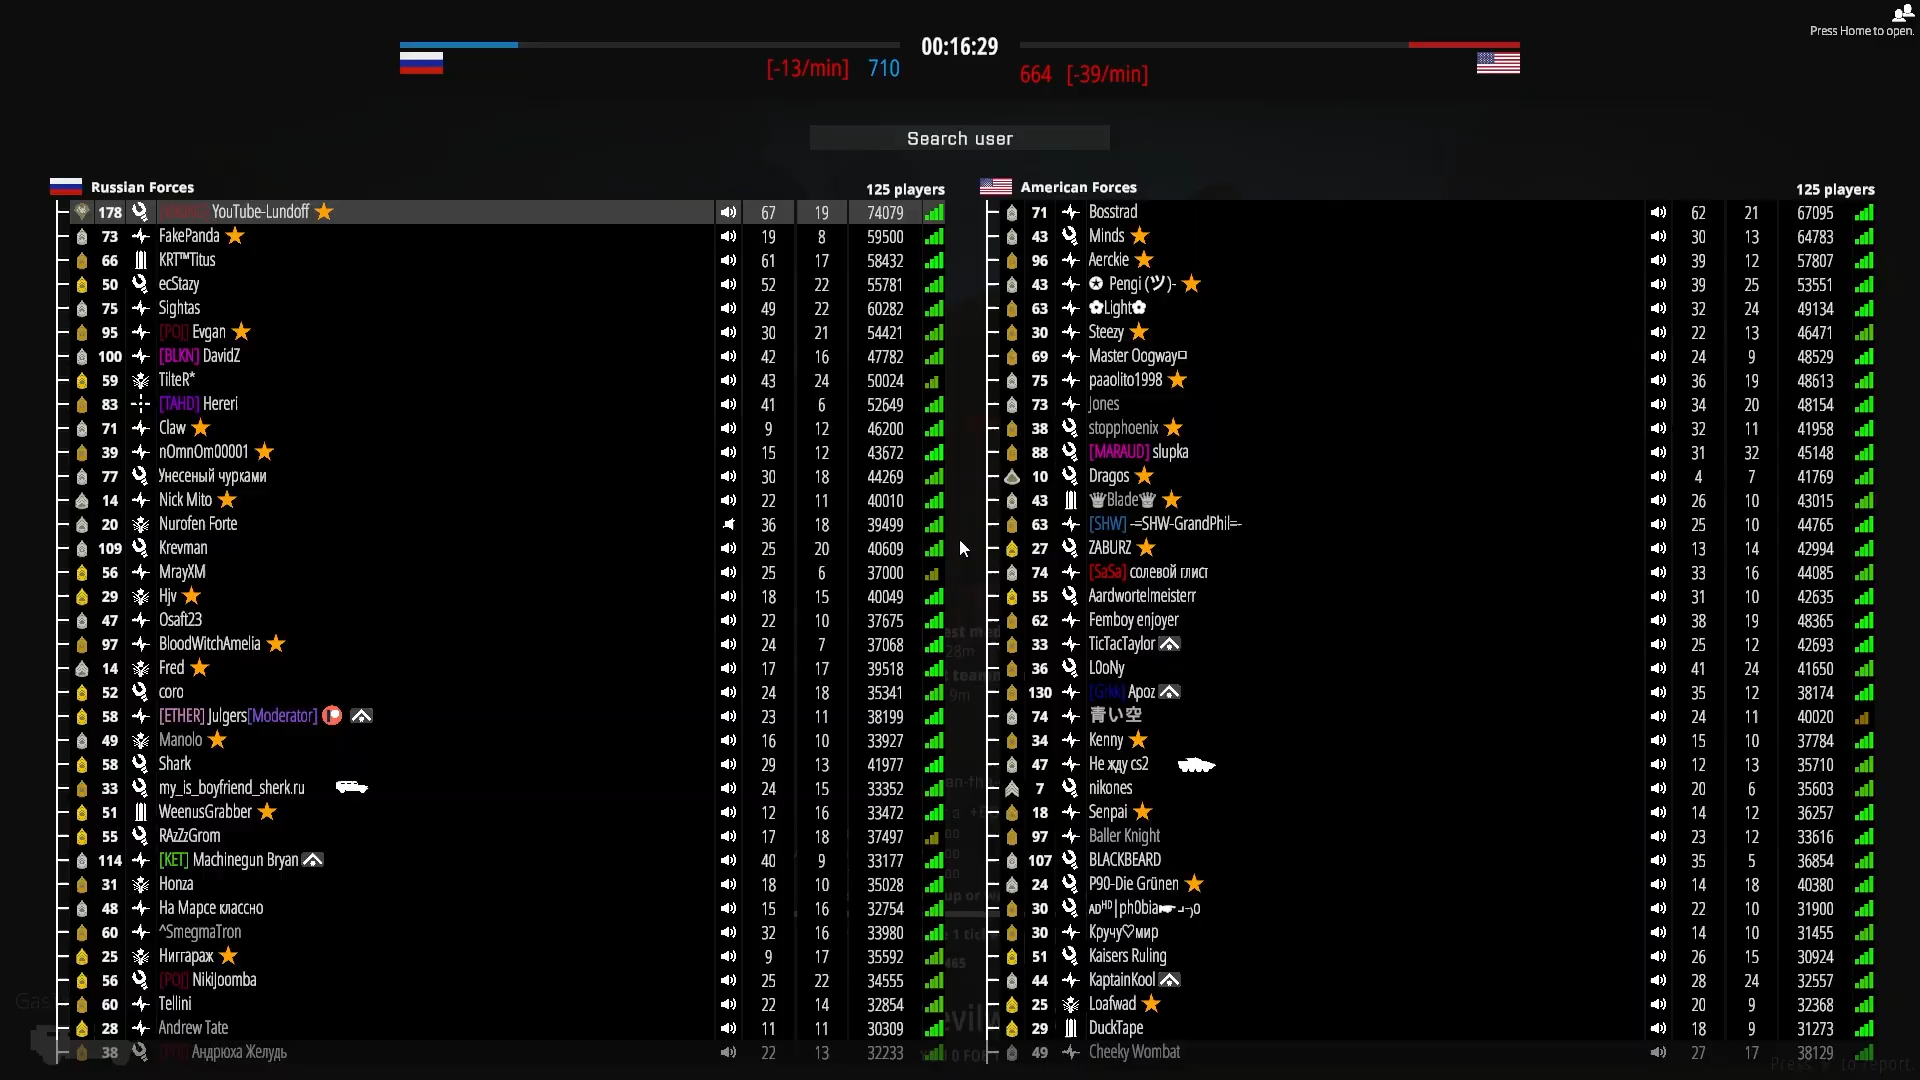 Press Home to open.
00:16:29
[-13/min] 710
664 [-39/min]
Search user
Russian Forces 125 players
178 YouTube-Lundoff 67 19 74079
73 FakePanda 19 8 59500
66 KRT™Titus 61 17 58432
50 ecStazy 52 22 55781
75 Sightas 49 22 60282
95 [PO] Evgan 30 21 54421
100 [BLKN] DavidZ 42 16 47782
59 TilteR* 43 24 50024
83 [TAHD] Hereri 41 6 52649
71 Claw 9 12 46200
39 nOmnOm00001 15 12 43672
77 Унесеный чурками 30 18 44269
14 Nick Mito 22 11 40010
20 Nurofen Forte 36 18 39499
109 Krevman 25 20 40609
56 MrayXM 25 6 37000
29 Hjv 18 15 40049
47 Osaft23 22 10 37675
97 BloodWitchAmelia 24 7 37068
14 Fred 17 17 39518
52 coro 24 18 35341
58 [ETHER] Julgers[Moderator] 23 11 38199
49 Manolo 16 10 33927
58 Shark 29 13 41977
33 my_is_boyfriend_sherk.ru 24 15 33352
51 WeenusGrabber 12 16 33472
55 RAzZzGrom 17 18 37497
114 [KET] Machinegun Bryan 40 9 33177
31 Honza 18 10 35028
48 На Марсе классно 15 16 32754
60 ^SmegmaTron 32 16 33980
25 Ниггараж 9 17 35592
56 NikiJoomba 25 22 34555
60 Tellini 22 14 32854
28 Andrew Tate 11 11 30309
38 Андрюха Желудь 22 13 32233
American Forces 125 players
71 Bosstrad 62 21 67095
43 Minds 30 13 64783
96 Aerckie 39 12 57807
43 ✪ Pengi (ツ)- 39 25 53551
63 ✿Light✿ 32 24 49134
30 Steezy 22 13 46471
69 Master Oogway 24 9 48529
75 paaolito1998 36 19 48613
73 Jones 34 20 48154
38 stopphoenix 32 11 41958
88 [MARAUD] slupka 31 32 45148
10 Dragos 4 7 41769
43 ♛Blade♛ 26 10 43015
63 [SHW] -=SHW-GrandPhil=- 25 10 44765
27 ZABURZ 13 14 42994
74 [SaSa] солевой глист 33 16 44085
55 Aardwortelmeisterr 31 10 42635
62 Femboy enjoyer 38 19 48365
33 TicTacTaylor 25 12 42693
36 L0oNy 41 24 41650
130 [Grkk] Apoz 35 12 38174
74 青い空 24 11 40020
34 Kenny 15 10 37784
47 Не жду cs2 12 13 35710
7 nikones 20 6 35603
18 Senpai 14 12 36257
97 Baller Knight 23 12 33616
107 BLACKBEARD 35 5 36854
24 P90-Die Grünen 14 18 40380
30 ᴀᴅᴴᴰ|ph0bia 22 10 31900
30 Кручу♡мир 14 10 31455
51 Kaisers Ruling 26 15 30924
44 KaptainKool 28 24 32557
25 Loafwad 20 9 32368
29 DuckTape 18 9 31273
49 Cheeky Wombat 27 17 38129